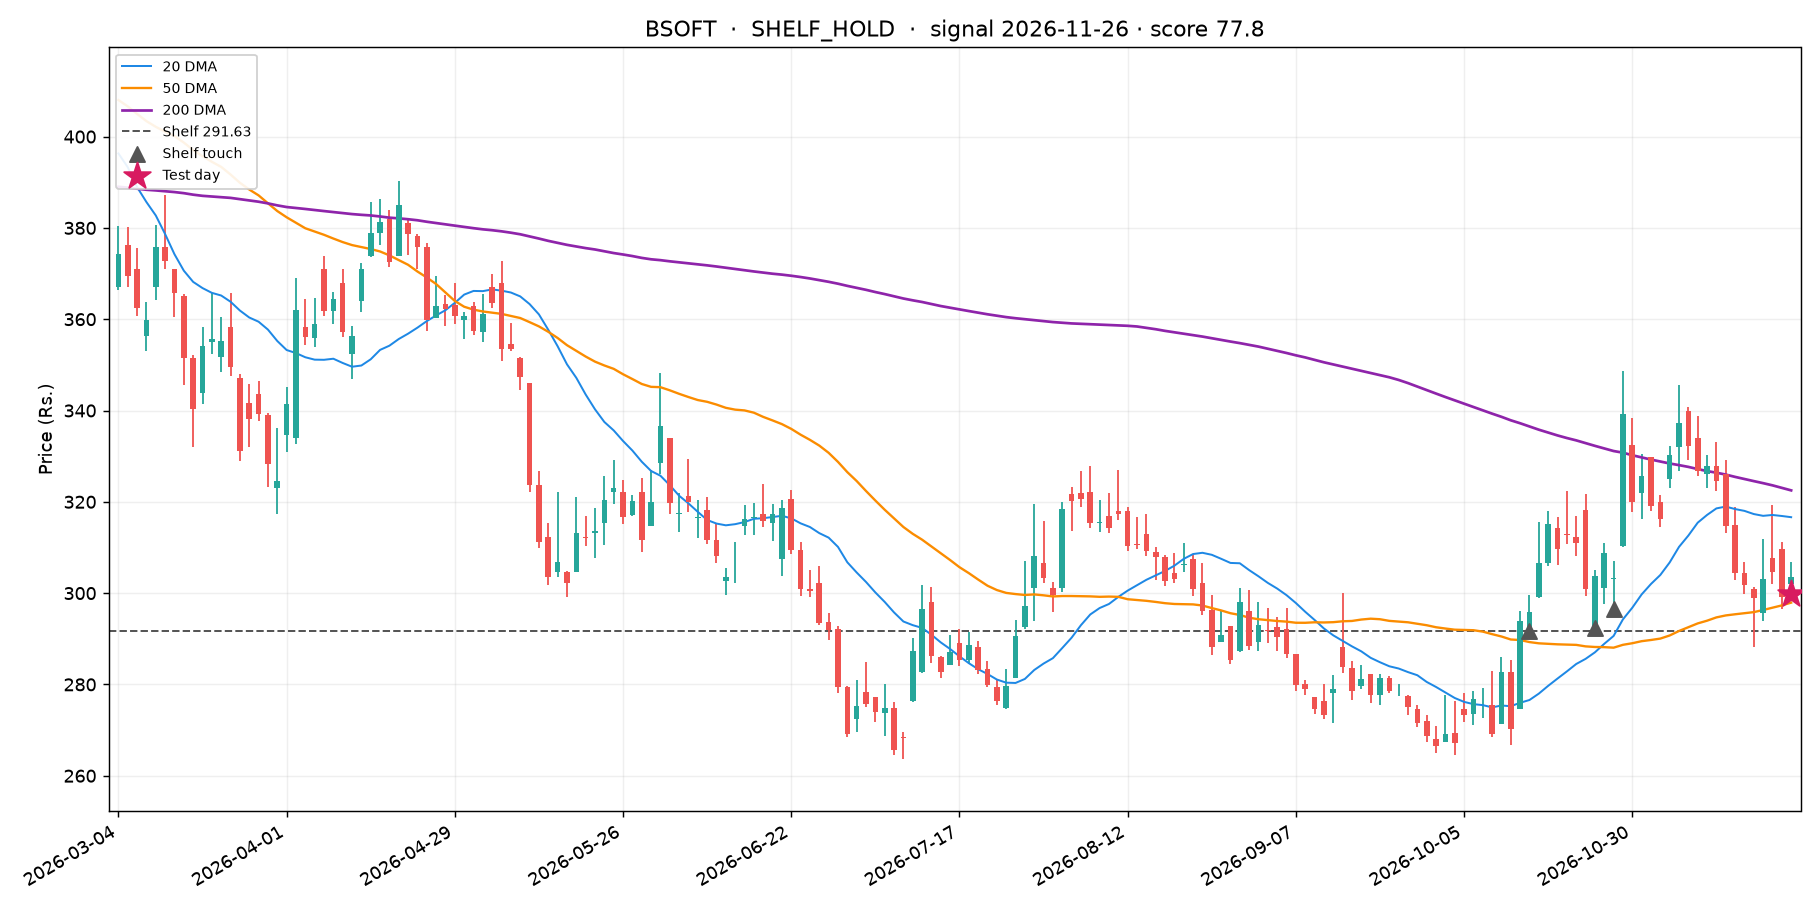 BSOFT · SHELF_HOLD · signal 2026-11-26 · score 77.8
20 DMA
50 DMA
200 DMA
Shelf 291.63
Shelf touch
Test day
Price (Rs.)
400
380
360
340
320
300
280
260
2026-03-04
2026-04-01
2026-04-29
2026-05-26
2026-06-22
2026-07-17
2026-08-12
2026-09-07
2026-10-05
2026-10-30